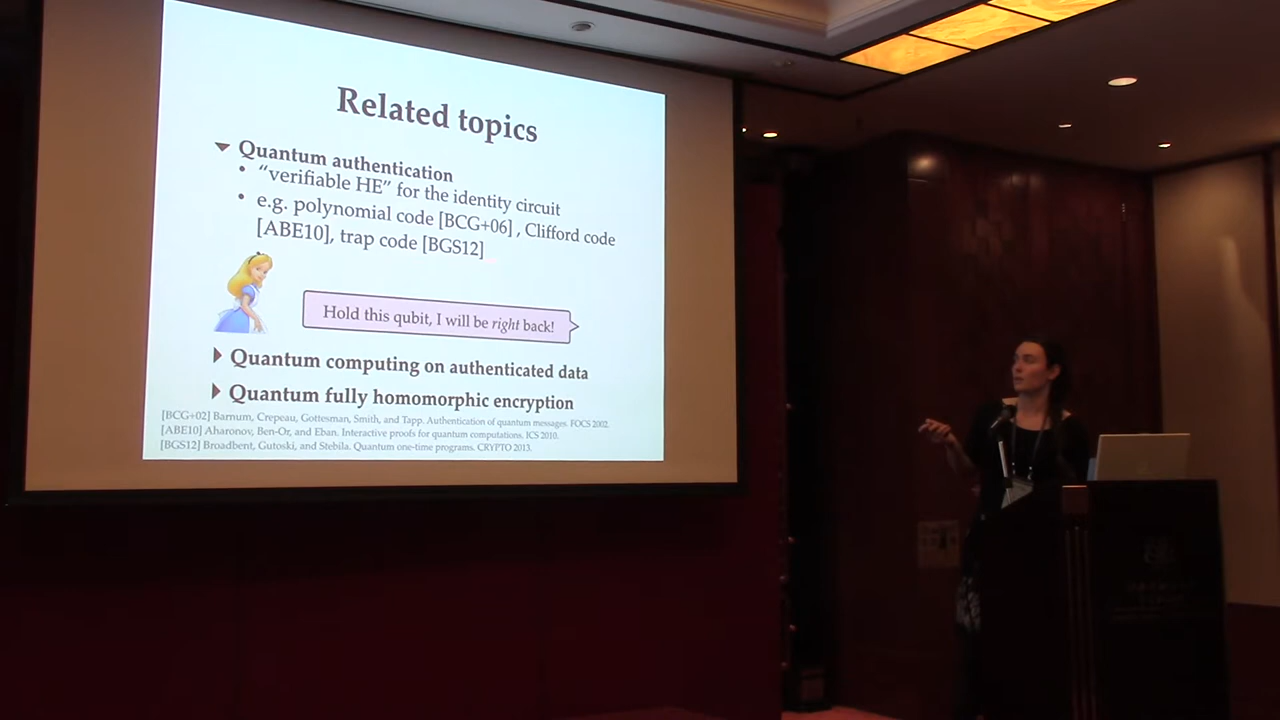 Related topics
Quantum authentication
• "verifiable HE" for the identity circuit
• e.g. polynomial code [BCG+06] , Clifford code
[ABE10], trap code [BGS12]
Hold this qubit, I will be right back!
Quantum computing on authenticated data
Quantum fully homomorphic encryption
[BCG+02] Barnum, Crepeau, Gottesman, Smith, and Tapp. Authentication of quantum messages. FOCS 2002.
[ABE10] Aharonov, Ben-Or, and Eban. Interactive proofs for quantum computations. ICS 2010.
[BGS12] Broadbent, Gutoski, and Stebila. Quantum one-time programs. CRYPTO 2013.